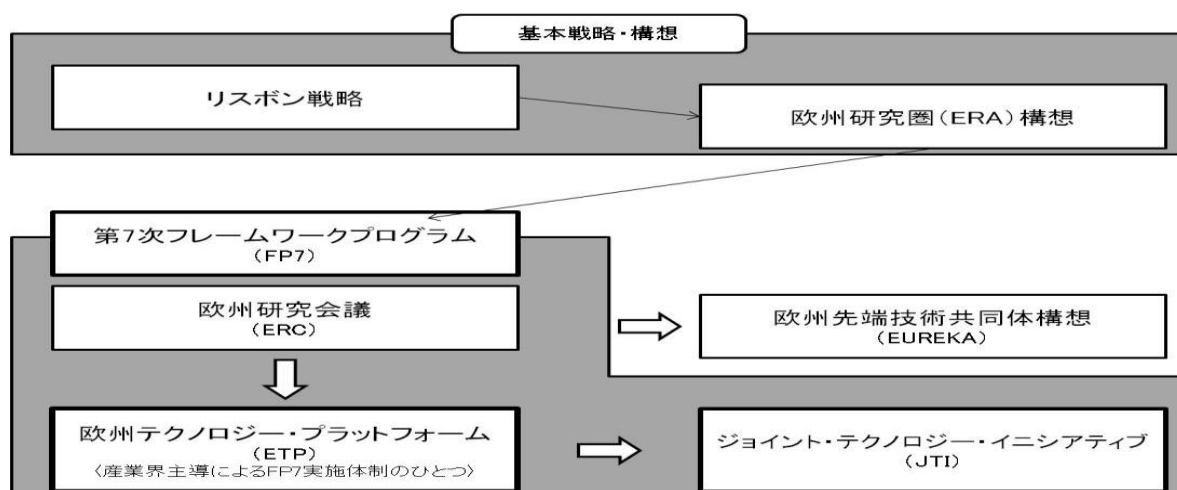 基本戦略・構想
リスボン戦略
欧州研究圏(ERA)構想
第7次フレームワークプログラム
(FP7)
欧州研究会議
(ERC)
欧州先端技術共同体構想
(EUREKA)
欧州テクノロジー・プラットフォーム
(ETP)
〈産業界主導によるFP7実施体制のひとつ〉
ジョイント・テクノロジー・イニシアティブ
(JTI)